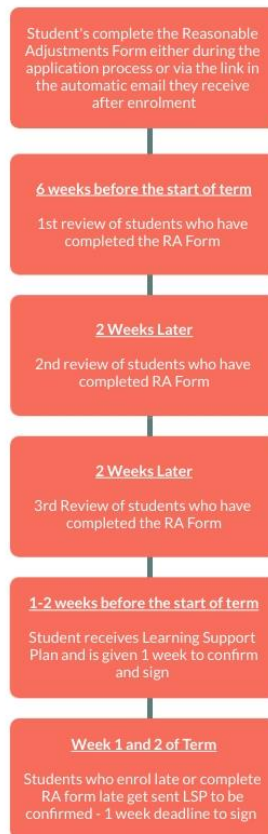 Student's complete the Reasonable
Adjustments Form either during the
application process or via the link in
the automatic email they receive
after enrolment
6 weeks before the start of term
1st review of students who have
completed the RA Form
2 Weeks Later
2nd review of students who have
completed RA Form
2 Weeks Later
3rd Review of students who have
completed the RA Form
1-2 weeks before the start of term
Student receives Learning Support
Plan and is given 1 week to confirm
and sign
Week 1 and 2 of Term
Students who enrol late or complete
RA form late get sent LSP to be
confirmed - 1 week deadline to sign